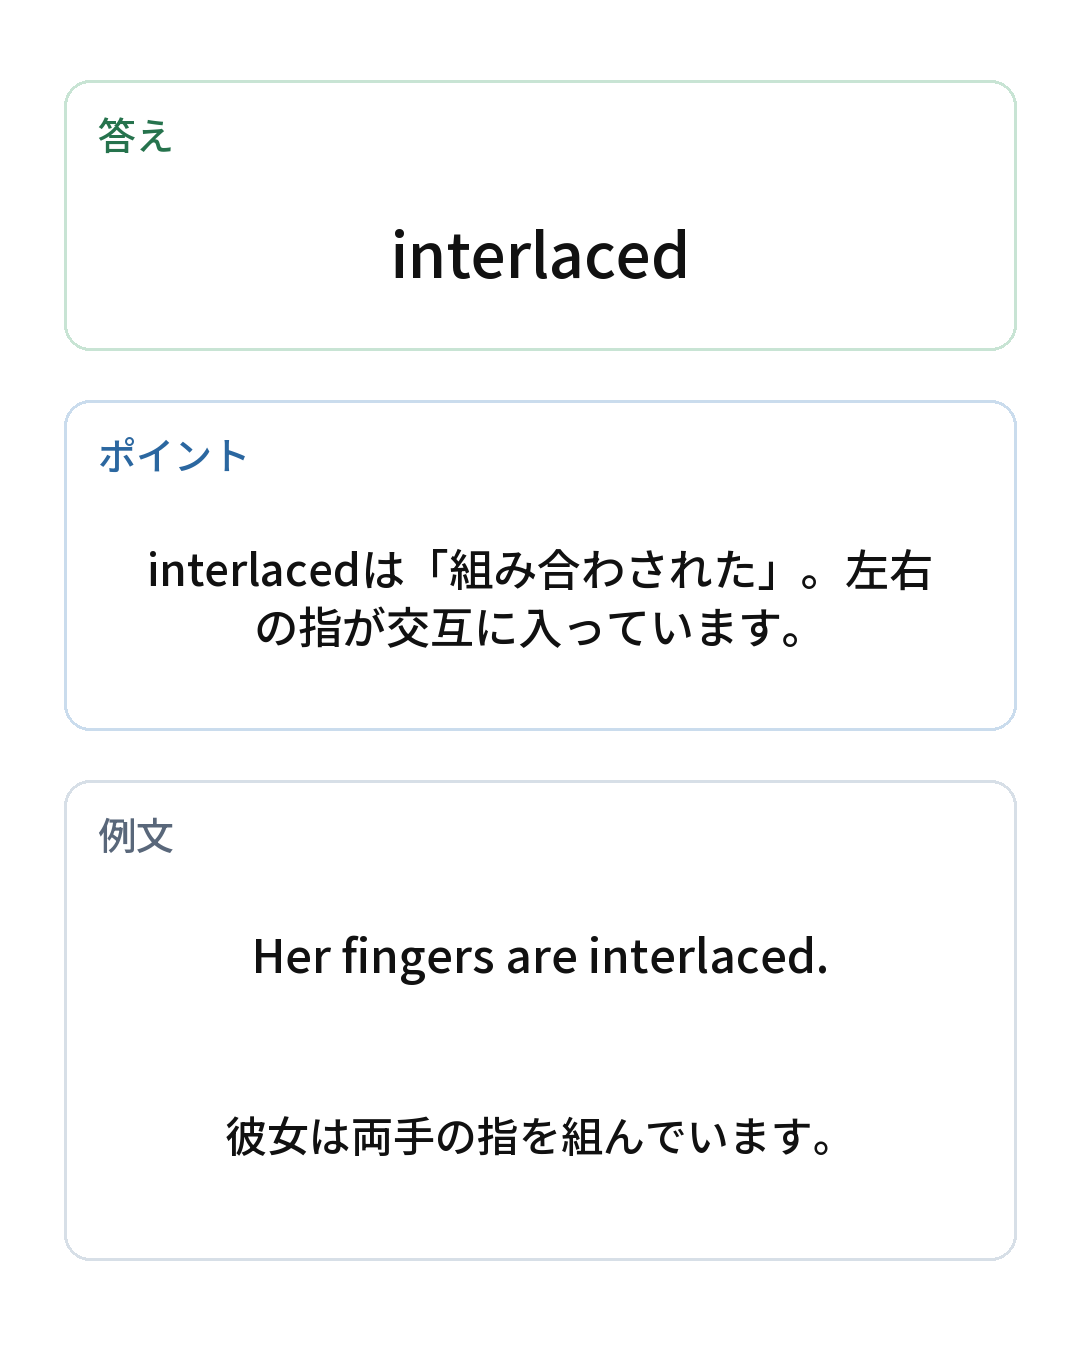 答え
interlaced
ポイント
interlacedは「組み合わされた」。左右
の指が交互に入っています。
例文
Her fingers are interlaced.
彼女は両手の指を組んでいます。